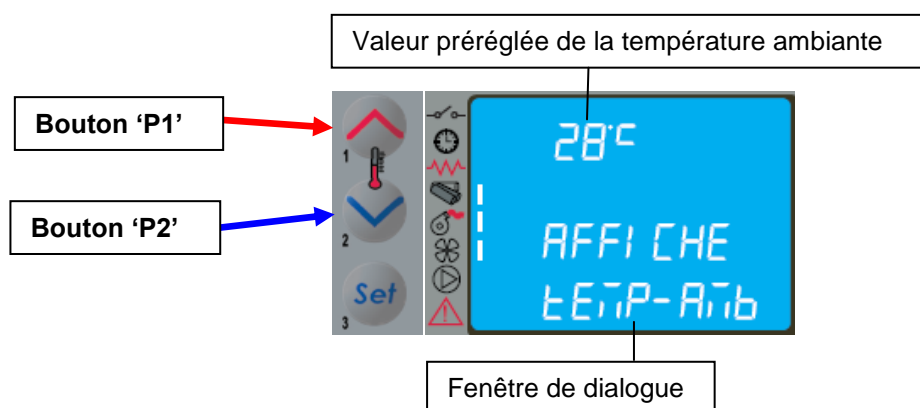 Valeur préréglée de la température ambiante
Bouton ‘P1’
1
28°C
Bouton ‘P2’
2
AFFICHE
Set
3
tEmP-Amb
Fenêtre de dialogue